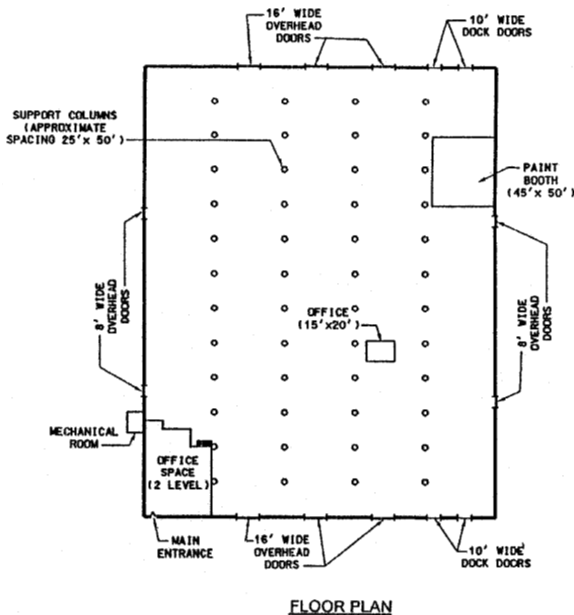 16' WIDE
OVERHEAD
DOORS
10' WIDE
DOCK DOORS
SUPPORT COLUMNS
(APPROXIMATE
SPACING 25'x 50')
PAINT
BOOTH
(45'x 50')
8' WIDE
OVERHEAD
DOORS
OFFICE
(15'x20')
8' WIDE
OVERHEAD
DOORS
MECHANICAL
ROOM
OFFICE
SPACE
(2 LEVEL)
MAIN
ENTRANCE
16' WIDE
OVERHEAD
DOORS
10' WIDE
DOCK DOORS
FLOOR PLAN